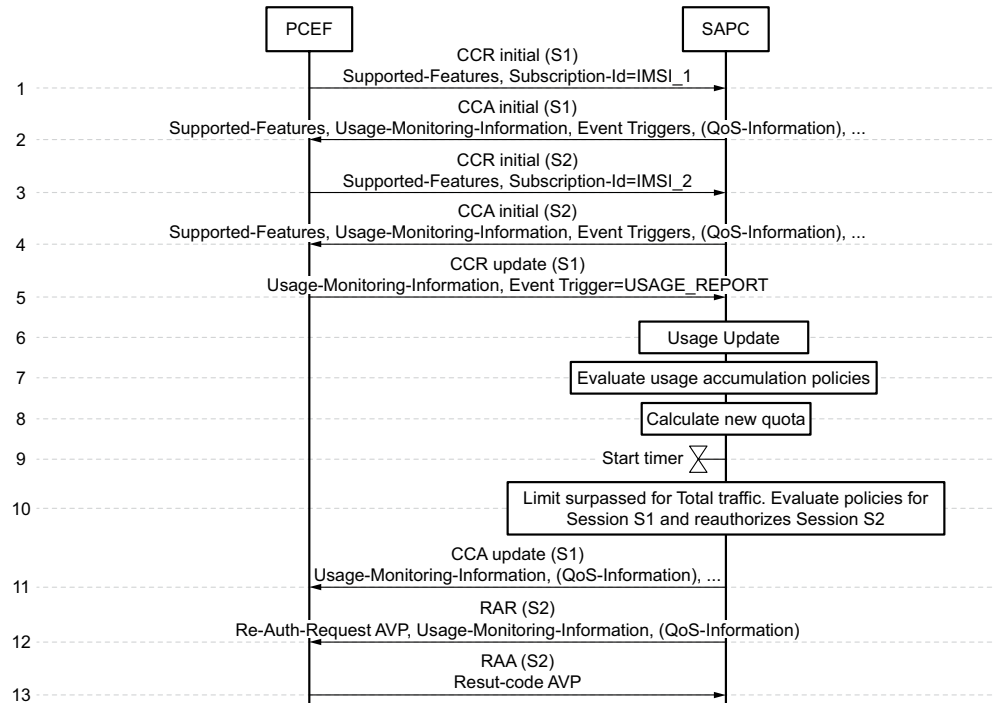 PCEF
SAPC
CCR initial (S1)
Supported-Features, Subscription-Id=IMSI_1
1
CCA initial (S1)
Supported-Features, Usage-Monitoring-Information, Event Triggers, (QoS-Information), ...
2
CCR initial (S2)
Supported-Features, Subscription-Id=IMSI_2
3
CCA initial (S2)
Supported-Features, Usage-Monitoring-Information, Event Triggers, (QoS-Information), ...
4
CCR update (S1)
Usage-Monitoring-Information, Event Trigger=USAGE_REPORT
5
6
Usage Update
7
Evaluate usage accumulation policies
8
Calculate new quota
9
Start timer
Limit surpassed for Total traffic. Evaluate policies for
10
Session S1 and reauthorizes Session S2
CCA update (S1)
Usage-Monitoring-Information, (QoS-Information), ...
11
RAR (S2)
Re-Auth-Request AVP, Usage-Monitoring-Information, (QoS-Information)
12
RAA (S2)
Resut-code AVP
13